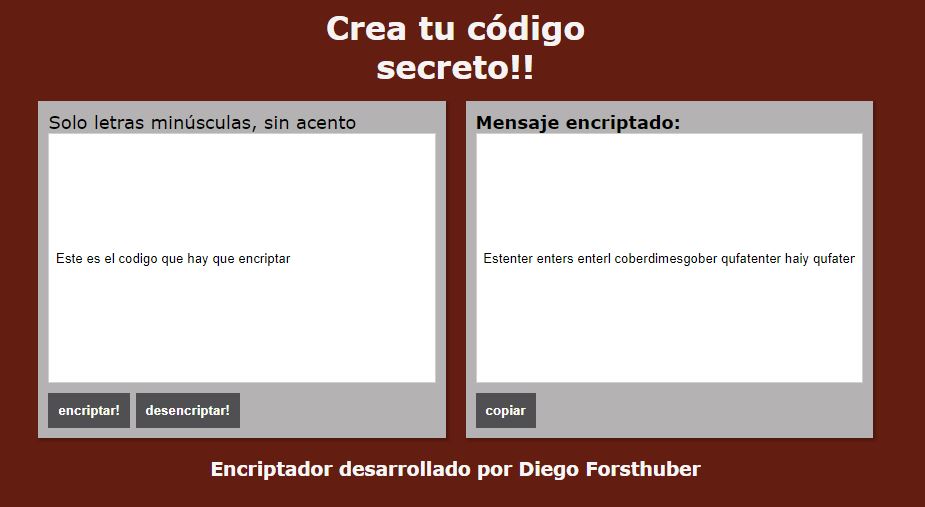 Crea tu código
secreto!!
Solo letras minúsculas, sin acento
Este es el codigo que hay que encriptar
encriptar!
desencriptar!
Mensaje encriptado:
Estenter enters enterl coberdimesgober qufatenter haiy qufater
copiar
Encriptador desarrollado por Diego Forsthuber